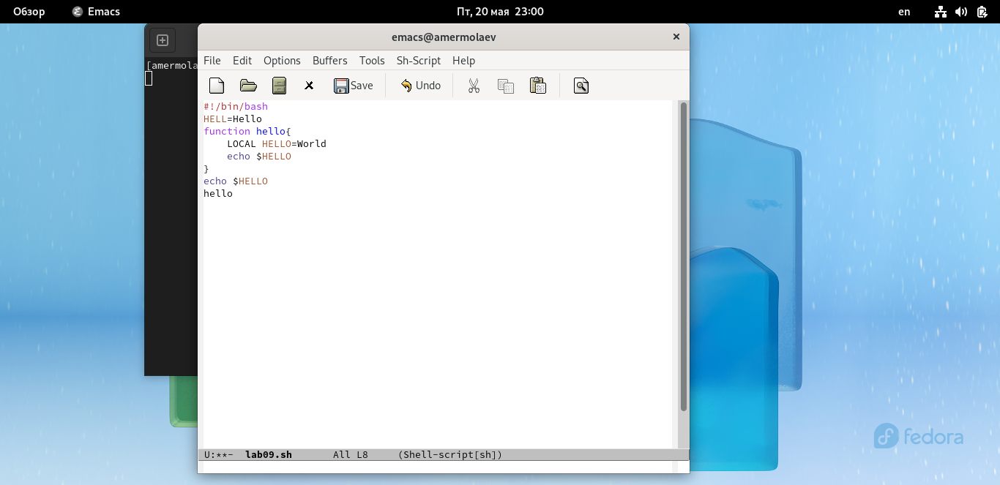 Обзор Emacs Пт, 20 мая 23:00 en
emacs@amermolaev
[amermola
File Edit Options Buffers Tools Sh-Script Help
Save Undo
#!/bin/bash
HELL=Hello
function hello{
    LOCAL HELLO=World
    echo $HELLO
}
echo $HELLO
hello
fedora
U:**- lab09.sh All L8 (Shell-script[sh])